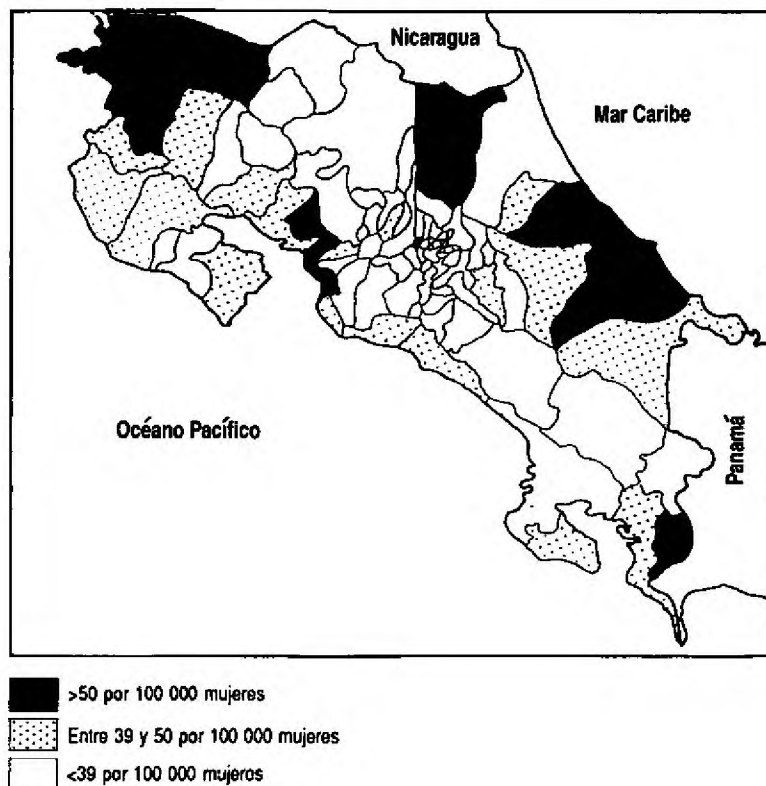 Nicaragua
Mar Caribe
Océano Pacífico
Panamá
>50 por 100 000 mujeres
Entre 39 y 50 por 100 000 mujeres
<39 por 100 000 mujeros